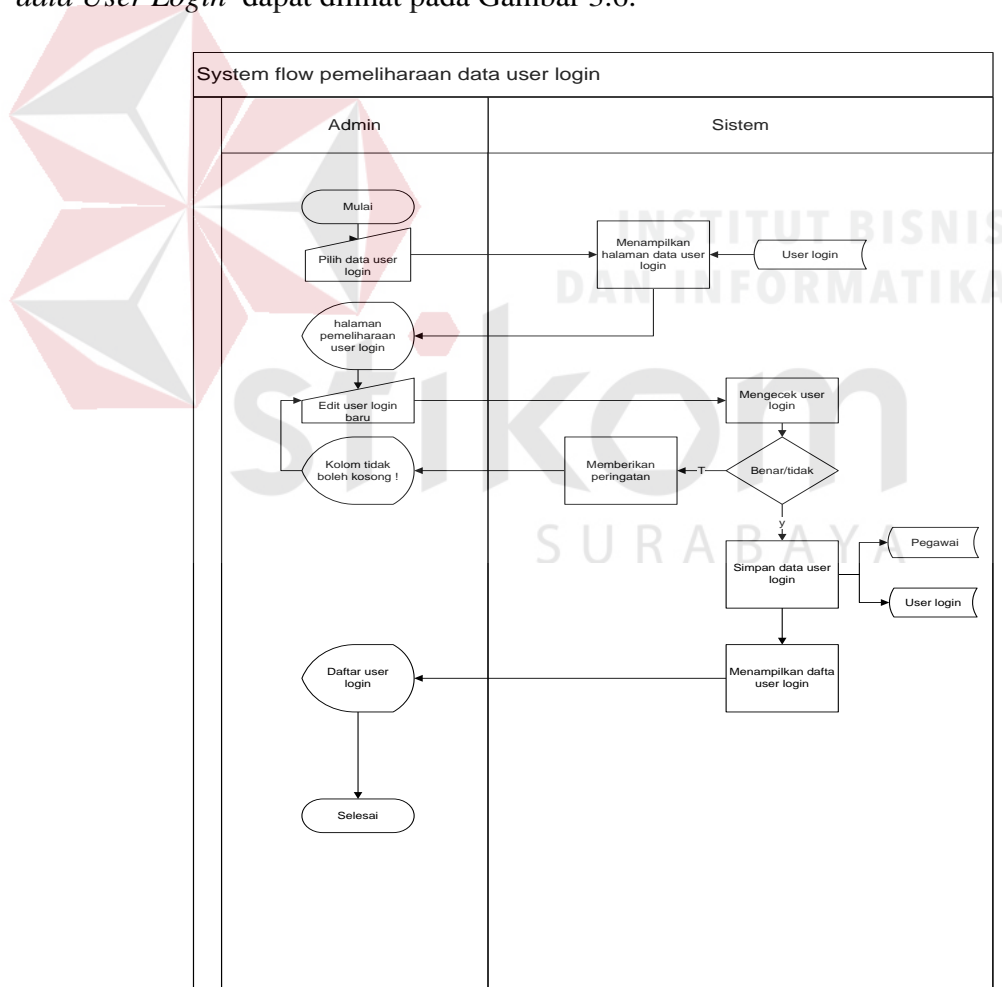 data User Login dapat dilihat pada Gambar 3.6.
System flow pemeliharaan data user login
Admin
Sistem
Mulai
Pilih data user
login
Menampilkan
halaman data user
login
User login
halaman
pemeliharaan
user login
Edit user login
baru
Mengecek user
login
Kolom tidak
boleh kosong !
Memberikan
peringatan
T
Benar/tidak
y
Simpan data user
login
Pegawai
User login
Daftar user
login
Menampilkan dafta
user login
Selesai
INSTITUT BISNIS
DAN INFORMATIKA
stikom
SURABAYA